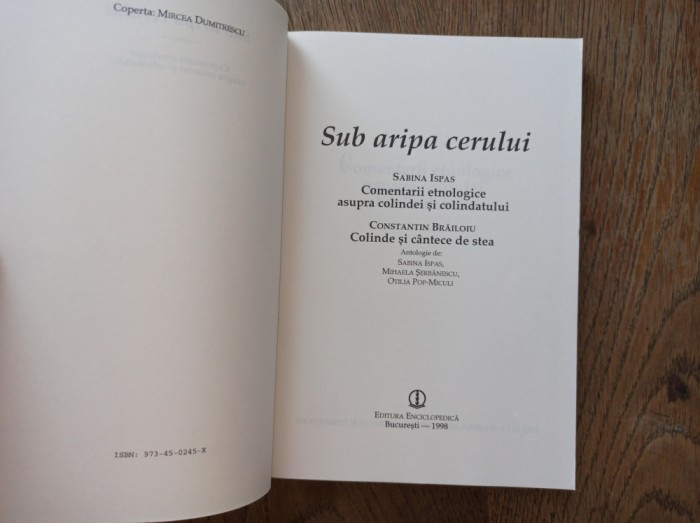 Coperta: MIRCEA DUMITRESCU
ISBN: 973-45-0245-X
Sub aripa cerului
SABINA ISPAS
Comentarii etnologice
asupra colindei și colindatului
CONSTANTIN BRĂILOIU
Colinde și cântece de stea
Antologie de:
SABINA ISPAS,
MIHAELA ȘERBĂNESCU,
OTILIA POP-MICULI
EDITURA ENCICLOPEDICĂ
București — 1998